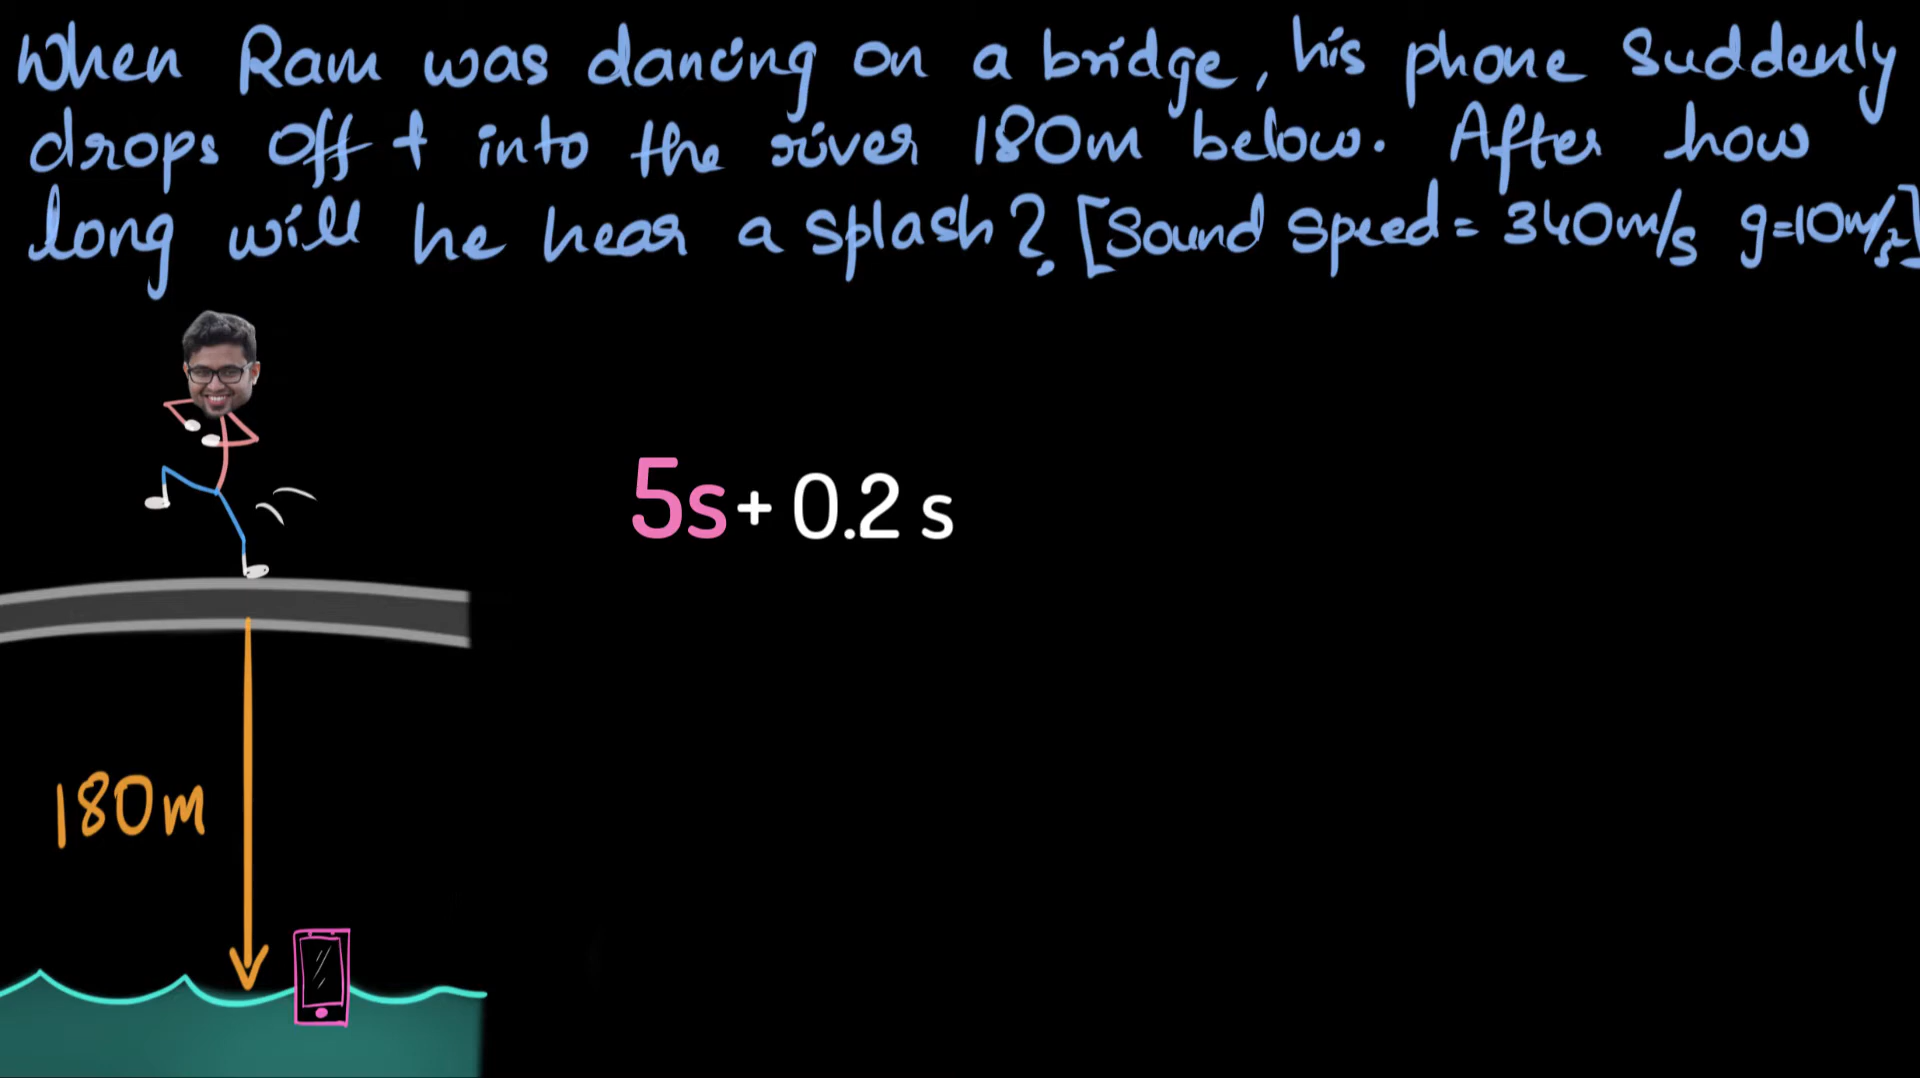 When Ram was dancing on a bridge, his phone suddenly
drops off + into the river 180m below. After how
long will he hear a splash? [Sound speed = 340m/s g=10m/s²]
5s + 0.2 s
180m